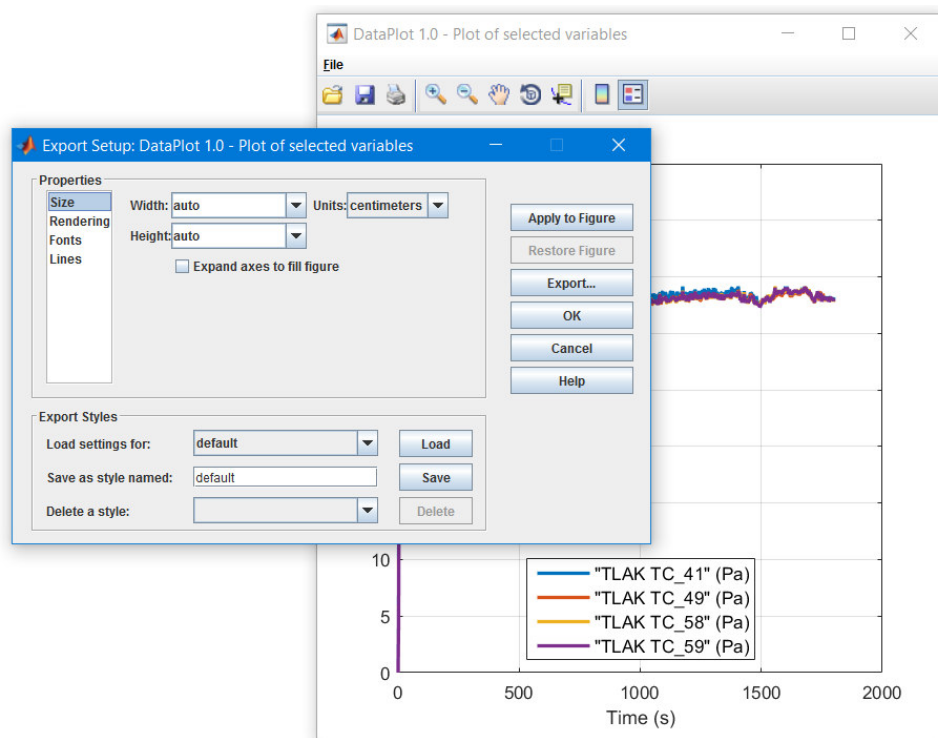 DataPlot 1.0 - Plot of selected variables
File
Export Setup: DataPlot 1.0 - Plot of selected variables
Properties
Size
Rendering
Fonts
Lines
Width: auto Units: centimeters
Height: auto
Expand axes to fill figure
Apply to Figure
Restore Figure
Export...
OK
Cancel
Help
Export Styles
Load settings for: default Load
Save as style named: default Save
Delete a style: Delete
10
5
0
"TLAK TC_41" (Pa)
"TLAK TC_49" (Pa)
"TLAK TC_58" (Pa)
"TLAK TC_59" (Pa)
0 500 1000 1500 2000
Time (s)